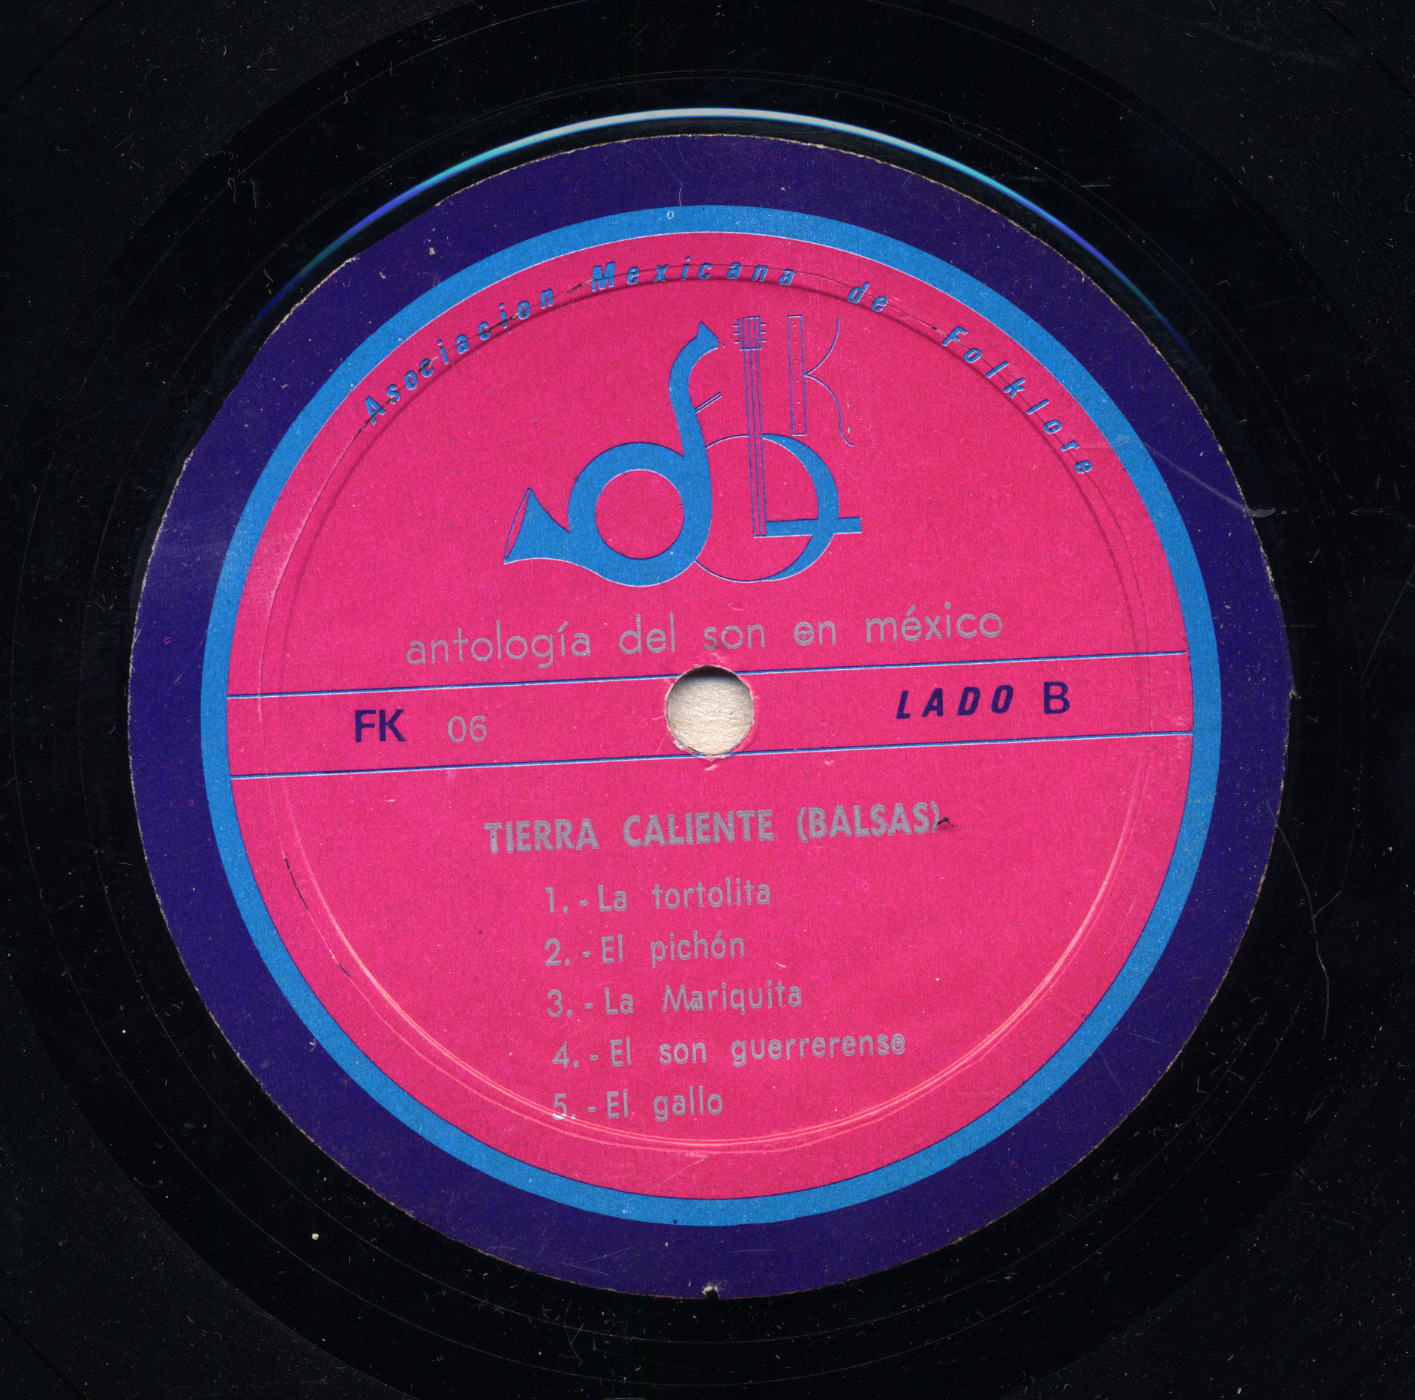 Asociacion Mexicana de Folklore
FOLK
antología del son en méxico
FK 06 LADO B
TIERRA CALIENTE (BALSAS)
1.-La tortolita
2.-El pichón
3.-La Mariquita
4.-El son guerrerense
5.-El gallo